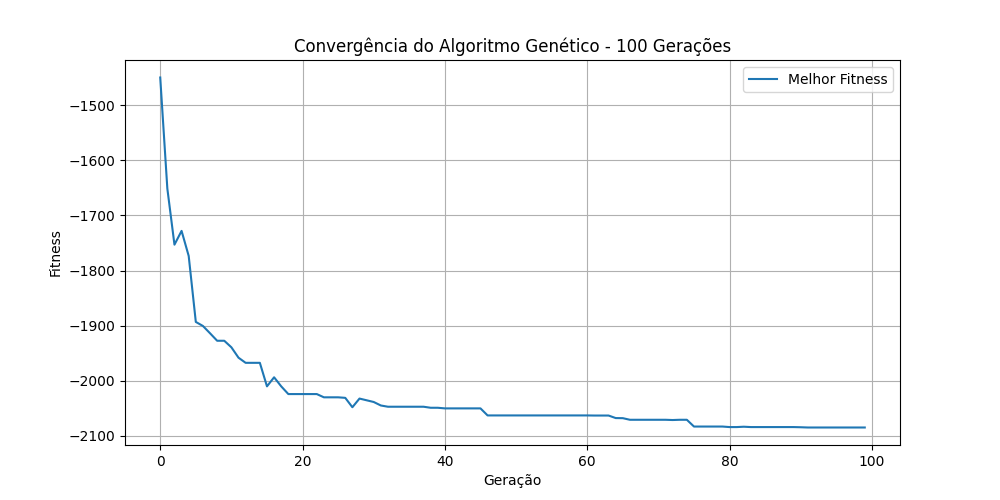 Convergência do Algoritmo Genético - 100 Gerações
Melhor Fitness
−1500
−1600
−1700
−1800
−1900
−2000
−2100
Fitness
0 20 40 60 80 100
Geração